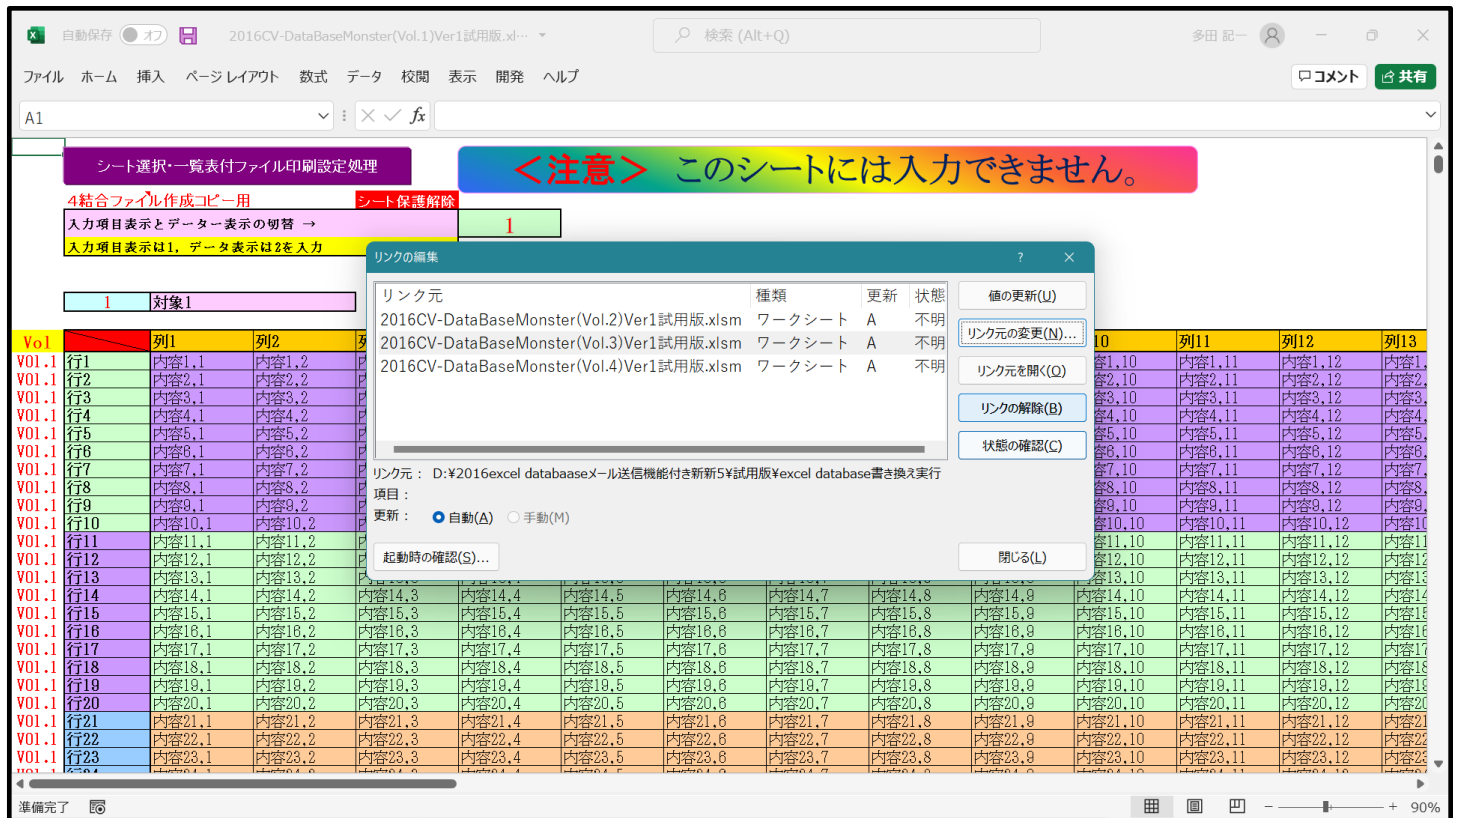 自動保存 オフ 2016CV-DataBaseMonster(Vol.1)Ver1試用版.xl… 検索 (Alt+Q) 多田 記一
ファイル ホーム 挿入 ページ レイアウト 数式 データ 校閲 表示 開発 ヘルプ コメント 共有
A1 fx
シート選択・一覧表付ファイル印刷設定処理
＜注意＞ このシートには入力できません。
4結合ファイル作成コピー用 シート保護解除
入力項目表示とデーター表示の切替 → 1
入力項目表示は1, データ表示は2を入力
1 対象1
リンクの編集 ? ×
リンク元 種類 更新 状態
2016CV-DataBaseMonster(Vol.2)Ver1試用版.xlsm ワークシート A 不明
2016CV-DataBaseMonster(Vol.3)Ver1試用版.xlsm ワークシート A 不明
2016CV-DataBaseMonster(Vol.4)Ver1試用版.xlsm ワークシート A 不明
値の更新(U)
リンク元の変更(N)...
リンク元を開く(O)
リンクの解除(B)
状態の確認(C)
リンク元： D:¥2016excel databaaseメール送信機能付き新新5¥試用版¥excel database書き換え実行
項目：
更新： 自動(A) 手動(M)
起動時の確認(S)... 閉じる(L)
Vol 列1 列2 列11 列12 列13
VOl.1 行1 内容1,1 内容1,2 内容1,11 内容1,12
VOl.1 行2 内容2,1 内容2,2 内容2,11 内容2,12
VOl.1 行3 内容3,1 内容3,2 内容3,11 内容3,12
VOl.1 行4 内容4,1 内容4,2 内容4,11 内容4,12
VOl.1 行5 内容5,1 内容5,2 内容5,11 内容5,12
VOl.1 行6 内容6,1 内容6,2 内容6,11 内容6,12
VOl.1 行7 内容7,1 内容7,2 内容7,11 内容7,12
VOl.1 行8 内容8,1 内容8,2 内容8,11 内容8,12
VOl.1 行9 内容9,1 内容9,2 内容9,11 内容9,12
VOl.1 行10 内容10,1 内容10,2 内容10,11 内容10,12
VOl.1 行11 内容11,1 内容11,2 内容11,11 内容11,12
VOl.1 行12 内容12,1 内容12,2 内容12,11 内容12,12
VOl.1 行13 内容13,1 内容13,2 内容13,11 内容13,12
VOl.1 行14 内容14,1 内容14,2 内容14,3 内容14,4 内容14,5 内容14,6 内容14,7 内容14,8 内容14,9 内容14,10 内容14,11 内容14,12
VOl.1 行15 内容15,1 内容15,2 内容15,3 内容15,4 内容15,5 内容15,6 内容15,7 内容15,8 内容15,9 内容15,10 内容15,11 内容15,12
VOl.1 行16 内容16,1 内容16,2 内容16,3 内容16,4 内容16,5 内容16,6 内容16,7 内容16,8 内容16,9 内容16,10 内容16,11 内容16,12
VOl.1 行17 内容17,1 内容17,2 内容17,3 内容17,4 内容17,5 内容17,6 内容17,7 内容17,8 内容17,9 内容17,10 内容17,11 内容17,12
VOl.1 行18 内容18,1 内容18,2 内容18,3 内容18,4 内容18,5 内容18,6 内容18,7 内容18,8 内容18,9 内容18,10 内容18,11 内容18,12
VOl.1 行19 内容19,1 内容19,2 内容19,3 内容19,4 内容19,5 内容19,6 内容19,7 内容19,8 内容19,9 内容19,10 内容19,11 内容19,12
VOl.1 行20 内容20,1 内容20,2 内容20,3 内容20,4 内容20,5 内容20,6 内容20,7 内容20,8 内容20,9 内容20,10 内容20,11 内容20,12
VOl.1 行21 内容21,1 内容21,2 内容21,3 内容21,4 内容21,5 内容21,6 内容21,7 内容21,8 内容21,9 内容21,10 内容21,11 内容21,12
VOl.1 行22 内容22,1 内容22,2 内容22,3 内容22,4 内容22,5 内容22,6 内容22,7 内容22,8 内容22,9 内容22,10 内容22,11 内容22,12
VOl.1 行23 内容23,1 内容23,2 内容23,3 内容23,4 内容23,5 内容23,6 内容23,7 内容23,8 内容23,9 内容23,10 内容23,11 内容23,12
準備完了 90%